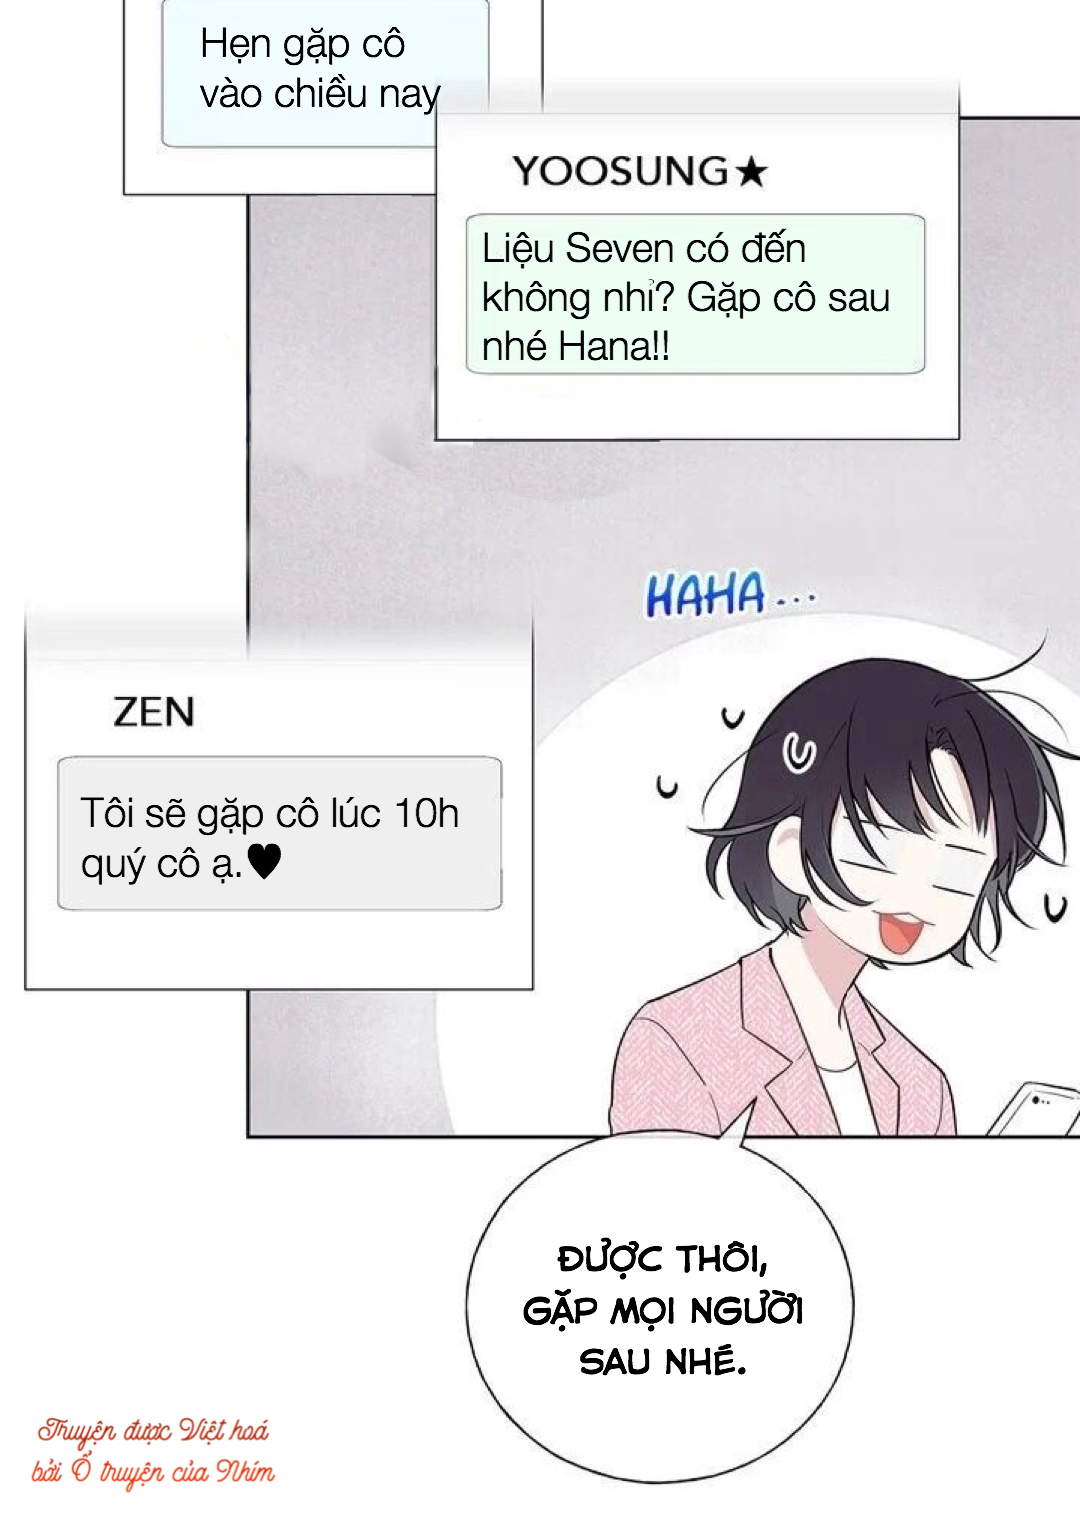 Hẹn gặp cô
vào chiều nay
YOOSUNG★
Liệu Seven có đến
không nhỉ? Gặp cô sau
nhé Hana!!
HAHA...
ZEN
Tôi sẽ gặp cô lúc 10h
quý cô ạ.♥
ĐƯỢC THÔI,
GẶP MỌI NGƯỜI
SAU NHÉ.
Truyện được Việt hoá
bởi Ổ truyện của Nhím